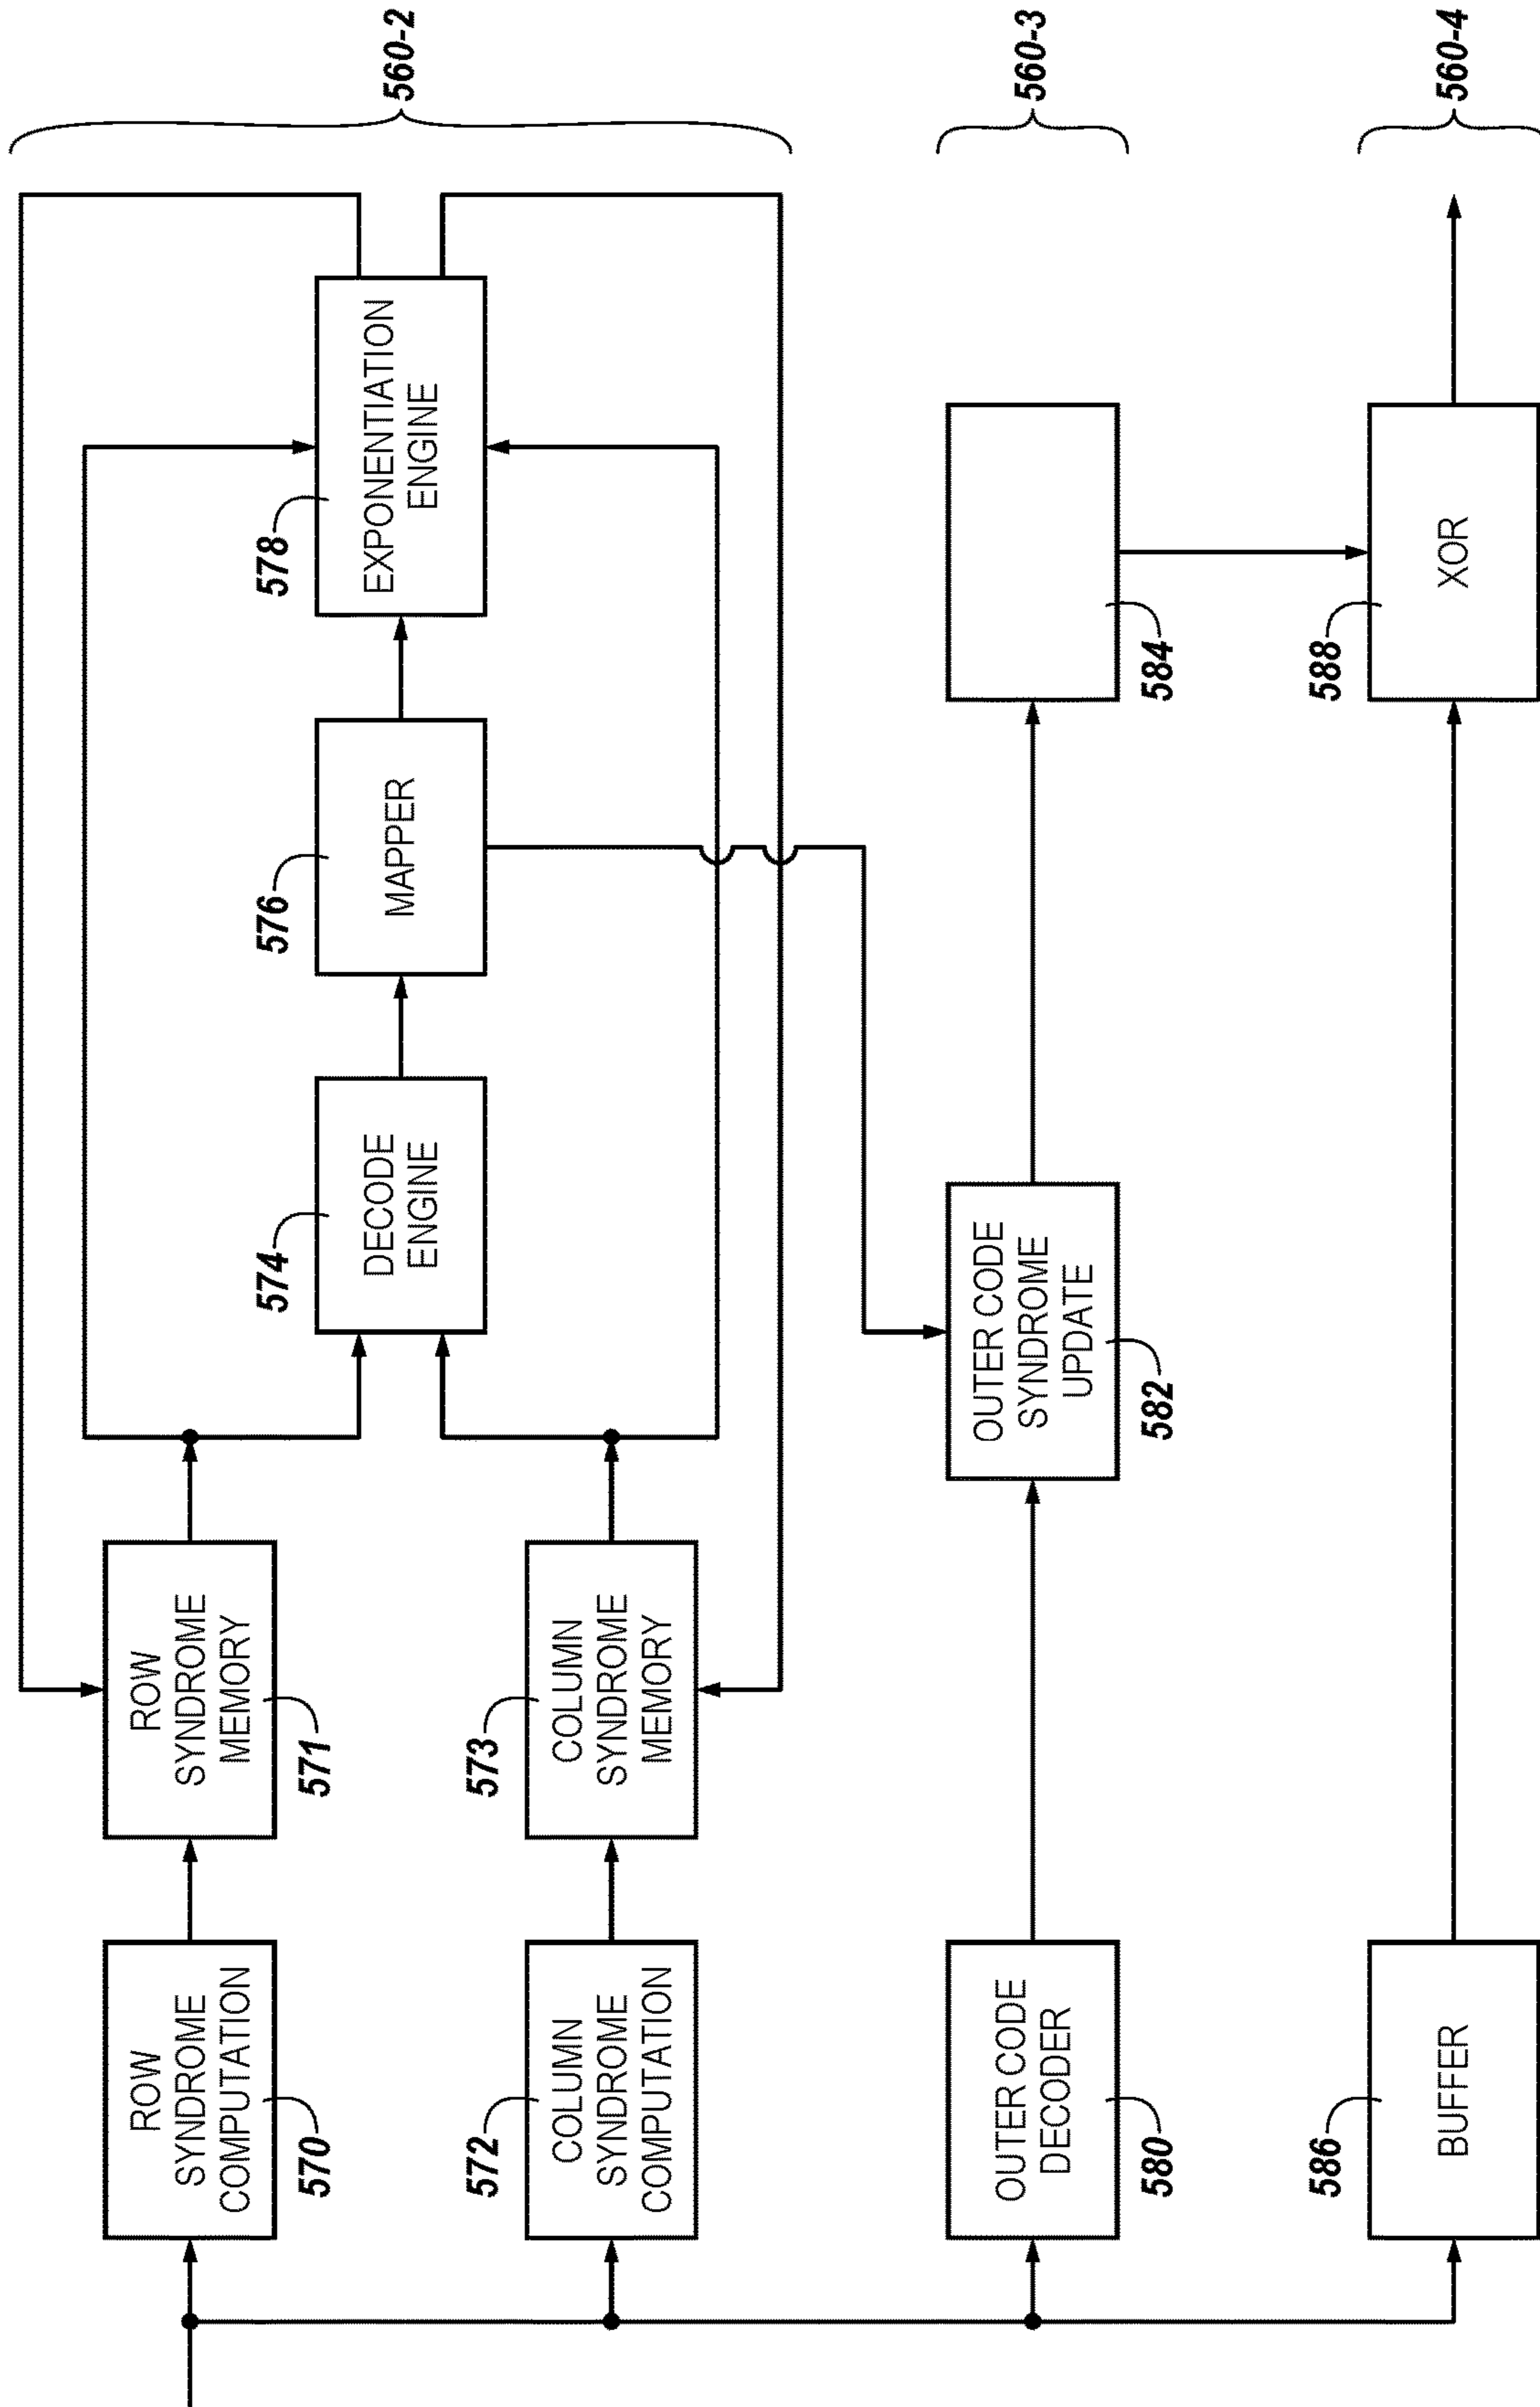 ROW
SYNDROME
COMPUTATION
570
ROW
SYNDROME
MEMORY
571
COLUMN
SYNDROME
COMPUTATION
572
COLUMN
SYNDROME
MEMORY
573
DECODE
ENGINE
574
MAPPER
576
EXPONENTIATION
ENGINE
578
560-2
OUTER CODE
DECODER
580
OUTER CODE
SYNDROME
UPDATE
582
584
560-3
BUFFER
586
XOR
588
560-4